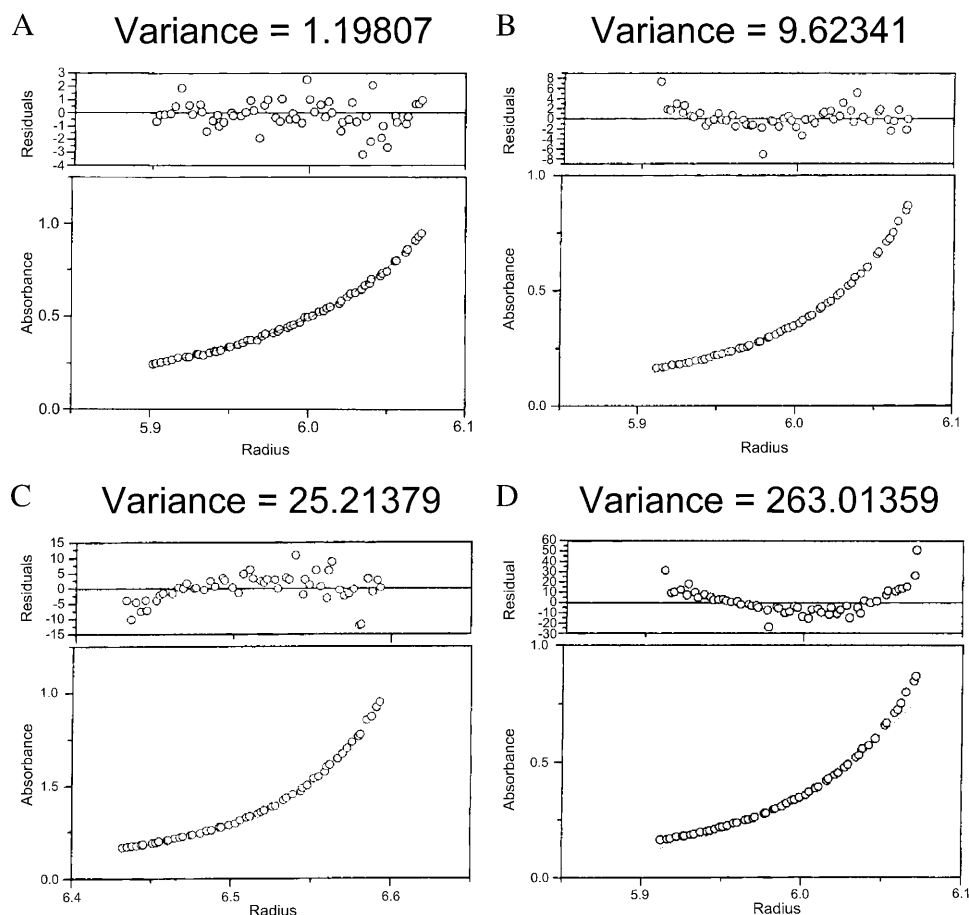 A
Variance = 1.19807
Residuals
3
2
1
0
-1
-2
-3
-4
Absorbance
1.0
0.5
0.0
5.9
6.0
6.1
Radius
B
Variance = 9.62341
Residuals
8
6
4
2
0
-2
-4
-6
-8
Absorbance
1.0
0.5
0.0
5.9
6.0
6.1
Radius
C
Variance = 25.21379
Residuals
15
10
5
0
-5
-10
-15
Absorbance
1.0
1.5
0.0
6.4
6.5
6.6
Radius
D
Variance = 263.01359
Residual
60
50
40
30
20
10
0
-10
-20
-30
Absorbance
1.0
0.5
0.0
5.9
6.0
6.1
Radius